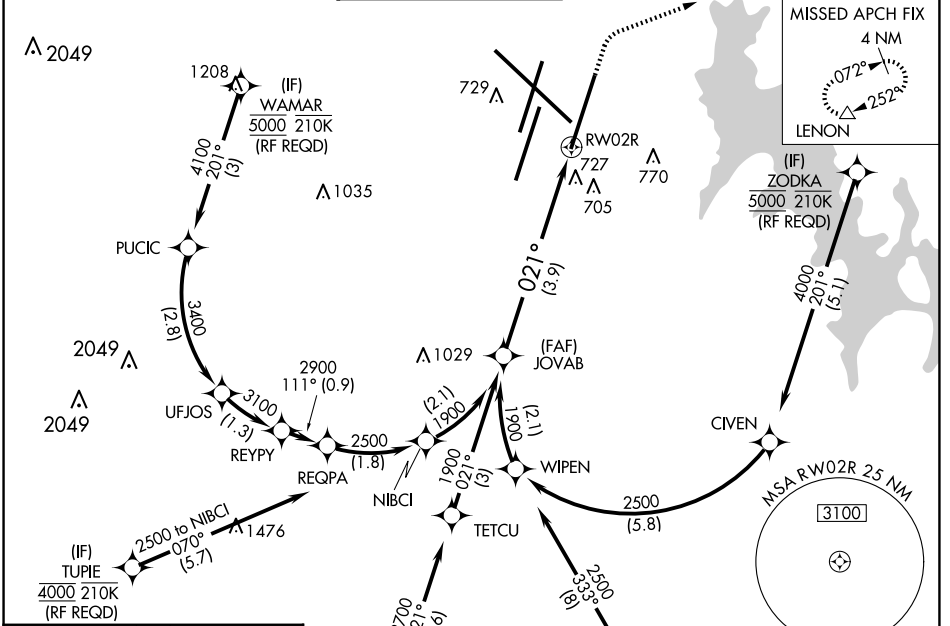 2049
1208
(IF)
WAMAR
5000 210K
(RF REQD)
4100
201°
(3)
1035
729
RW02R
727
705
770
MISSED APCH FIX
4 NM
072°
252°
LENON
(IF)
ZODKA
5000 210K
(RF REQD)
4000
201°
(5.1)
PUCIC
3400
(2.8)
021°
(3.9)
2049
2049
1029
(FAF)
JOVAB
2900
111° (0.9)
UFJOS
3100
(1.3)
REYPY
REQPA
2500
(1.8)
NIBCI
(2.1)
1900
1900
021°
(3)
(2.1)
1900
WIPEN
CIVEN
2500
(5.8)
TETCU
2500 to NIBCI
070°
(5.7)
1476
(IF)
TUPIE
4000 210K
(RF REQD)
2500
333°
(8)
MSA RW02R 25 NM
3100